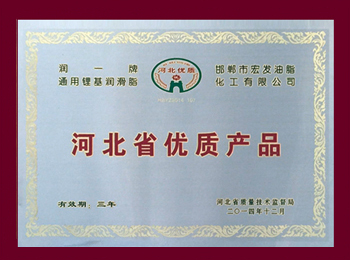 润一牌
通用锂基润滑脂
河北优质
邯郸市宏发油脂
化工有限公司
河北省优质产品
有效期：三年
河北省质量技术监督局
二〇一四年十二月